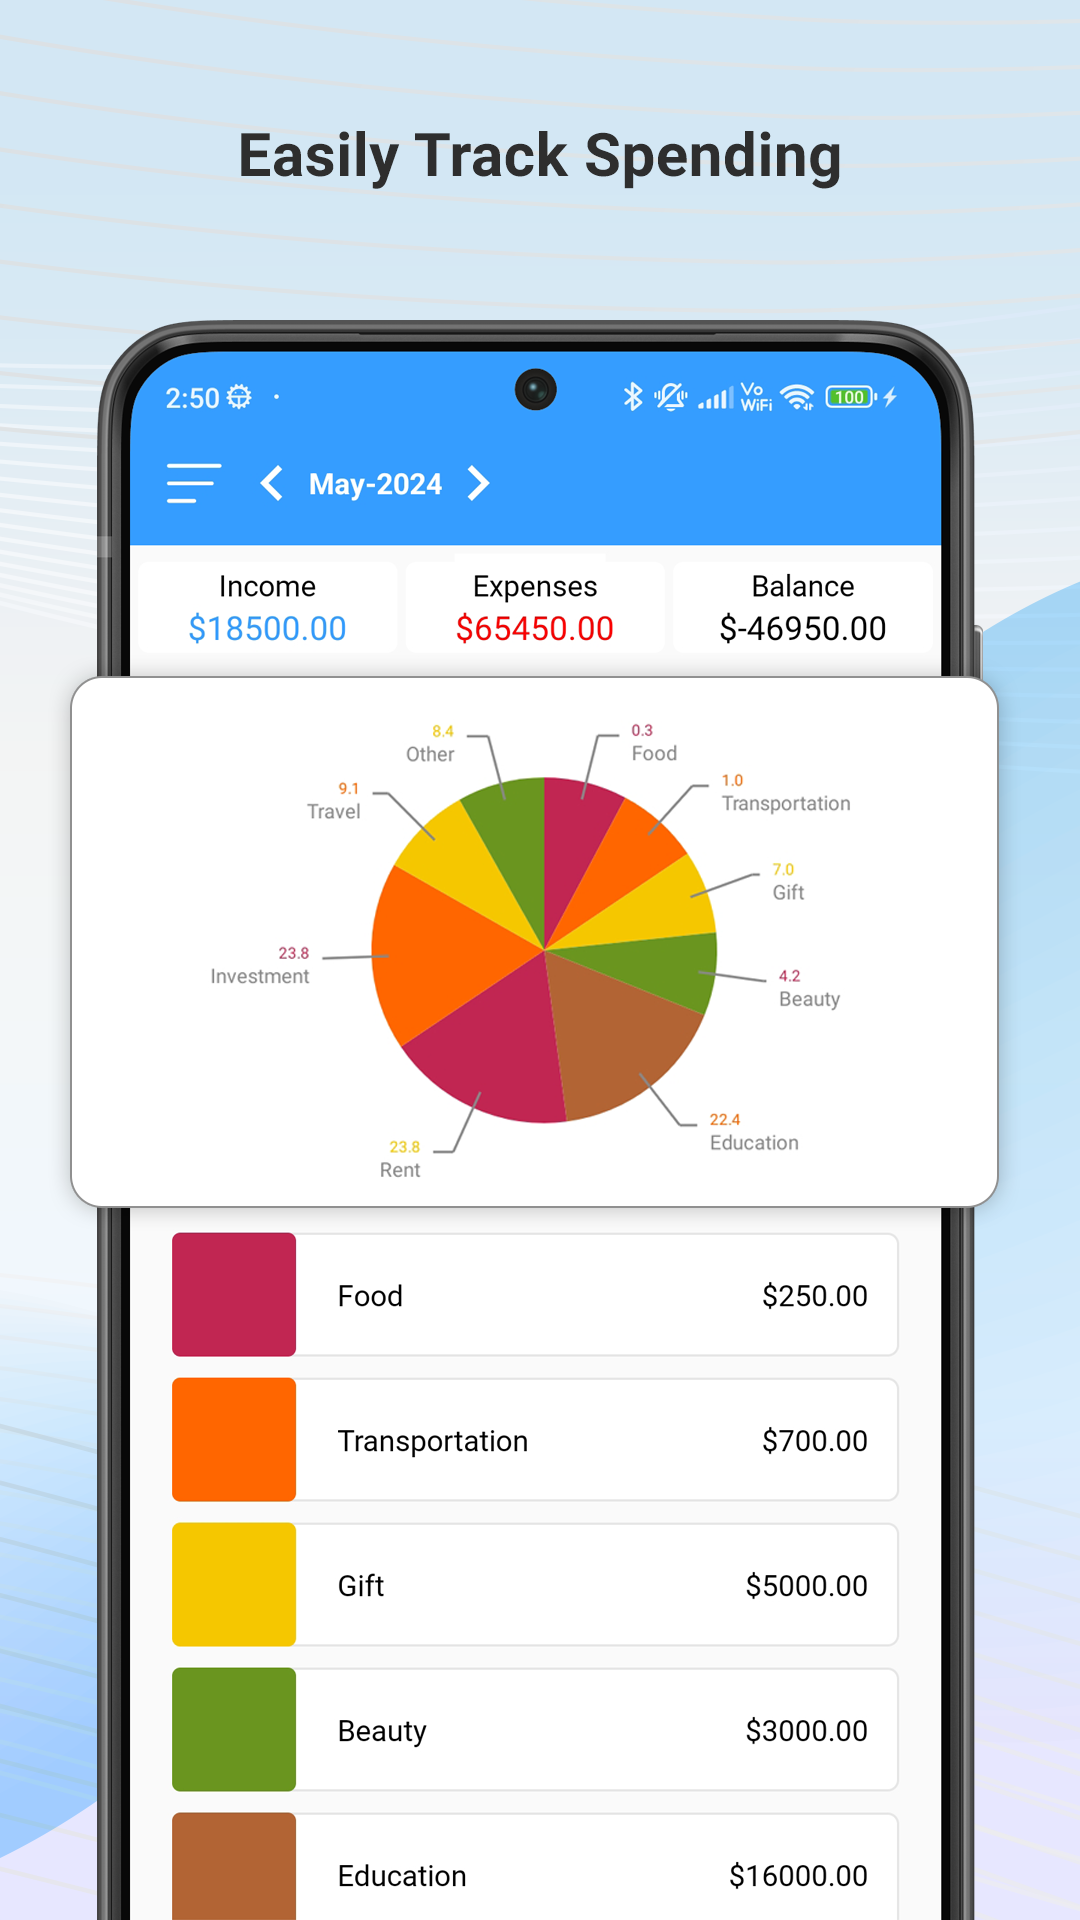 Easily Track Spending
2:50
Vo
WiFi
100
May-2024
Income
$18500.00
Expenses
$65450.00
Balance
$-46950.00
8.4
Other
0.3
Food
9.1
Travel
1.0
Transportation
7.0
Gift
23.8
Investment
4.2
Beauty
22.4
Education
23.8
Rent
Food $250.00
Transportation $700.00
Gift $5000.00
Beauty $3000.00
Education $16000.00